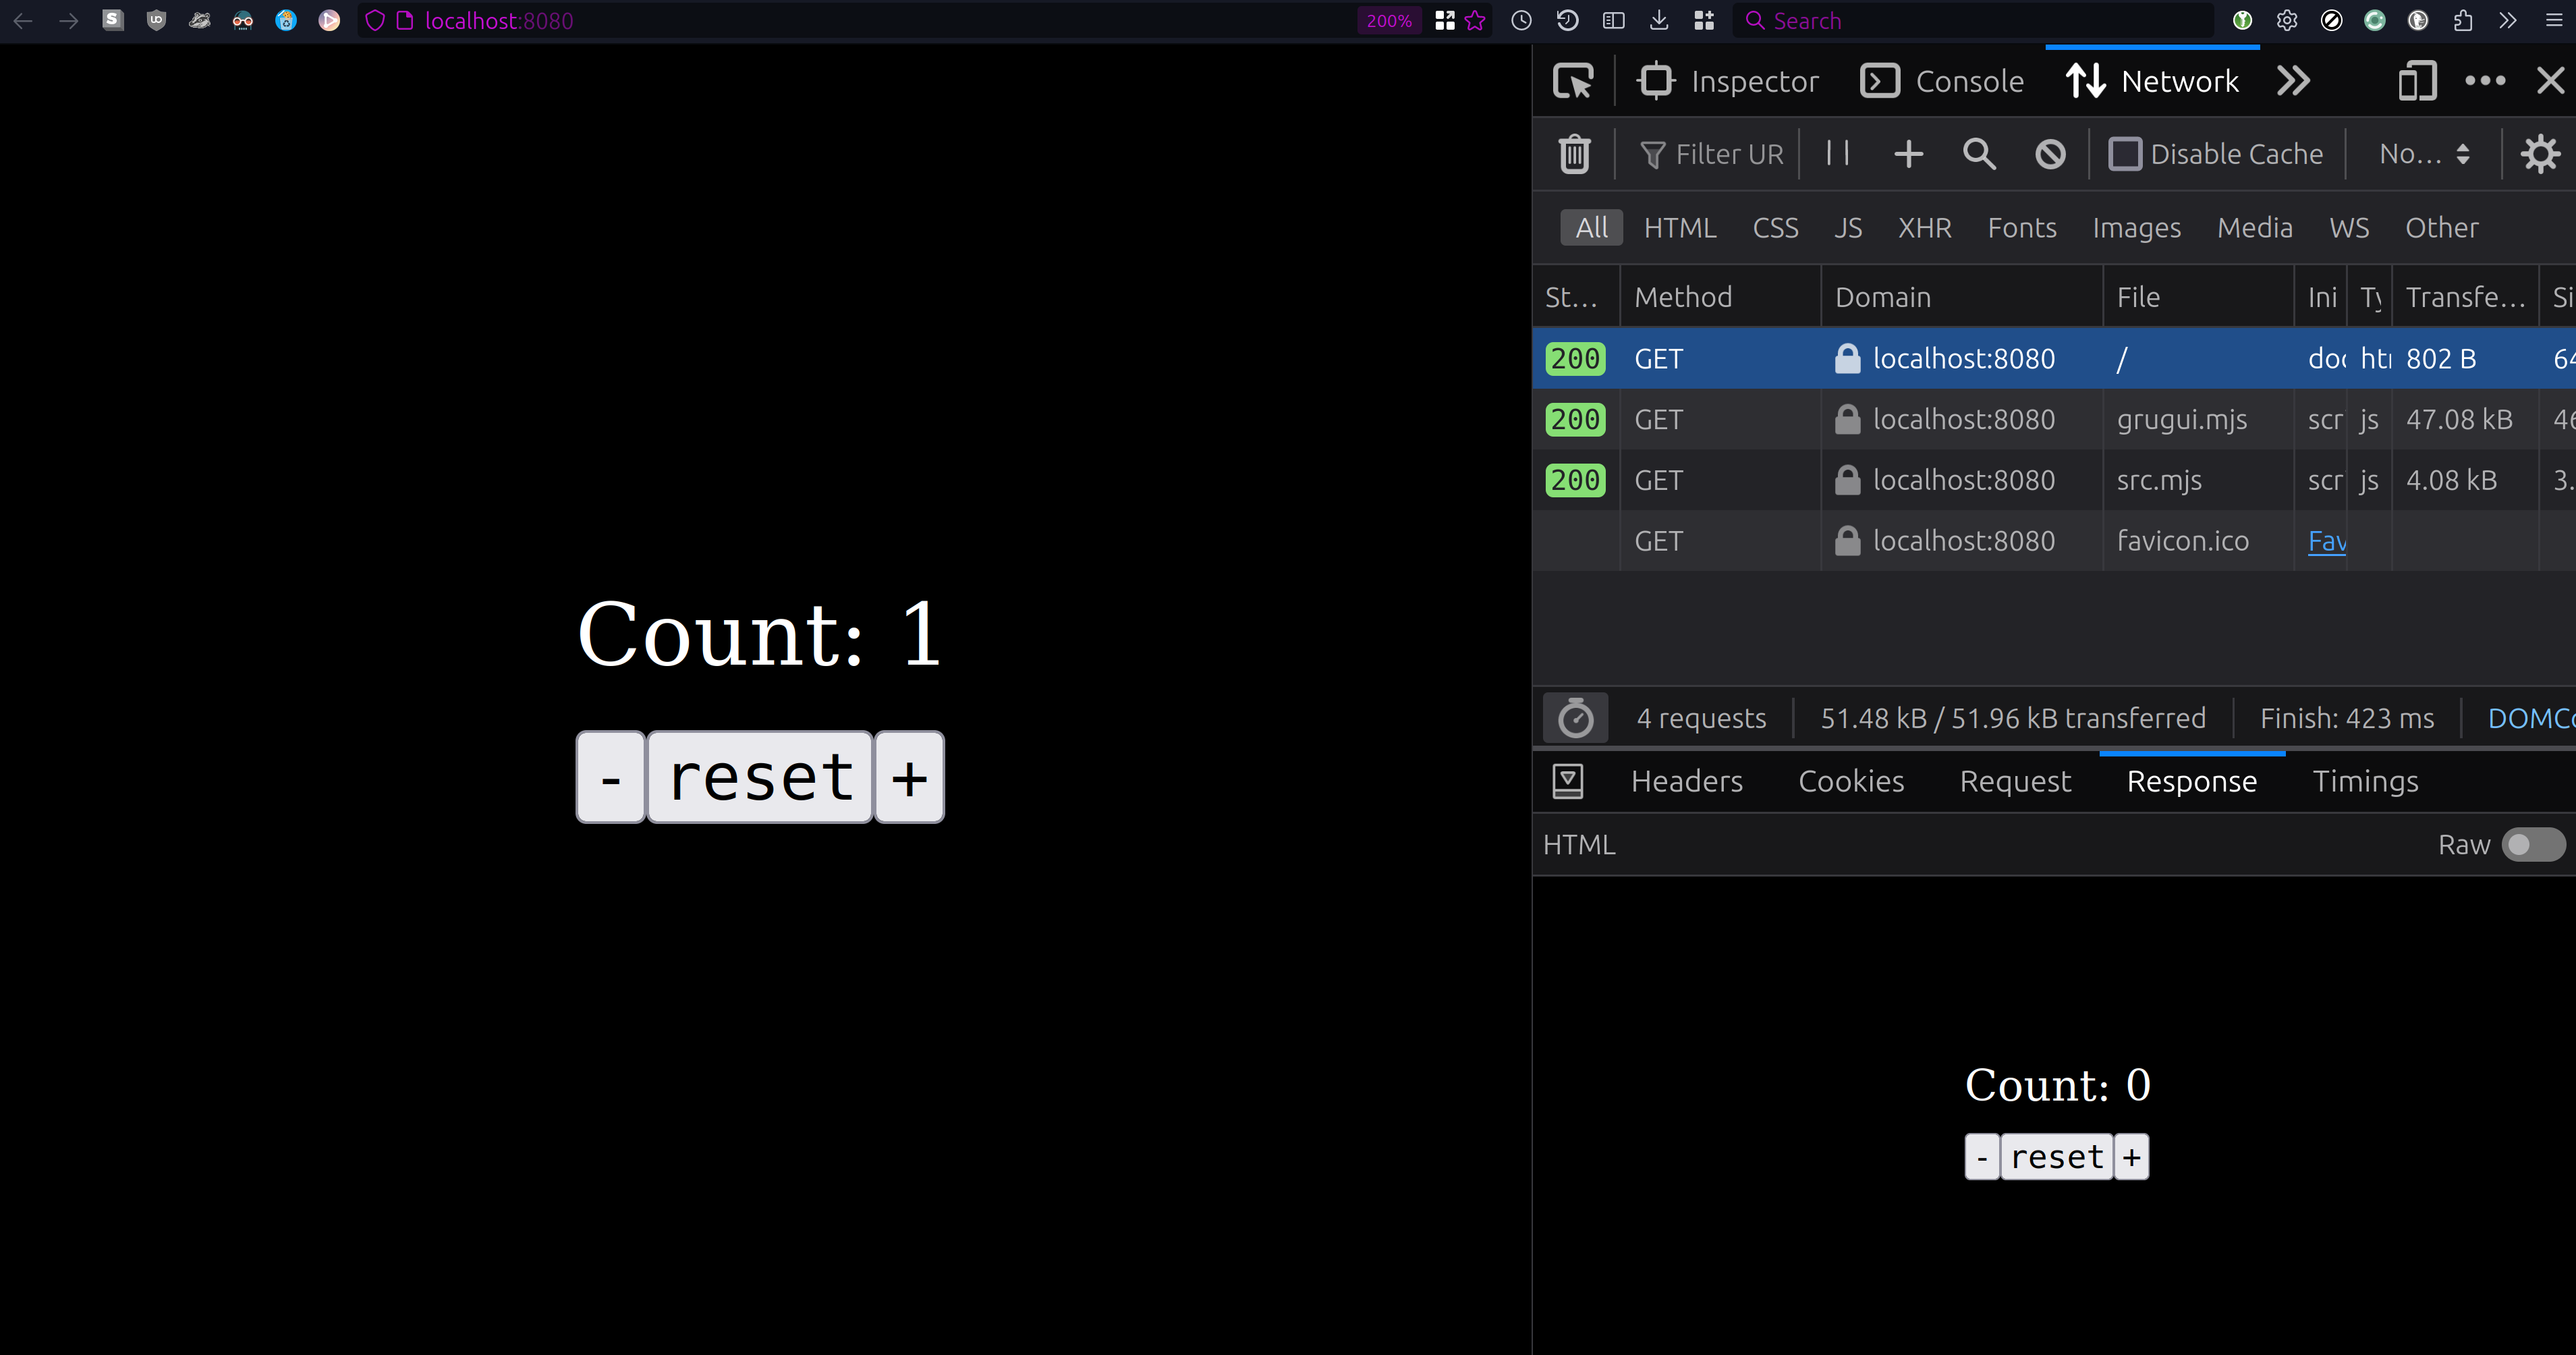 localhost:8080
200%
Search
Inspector
Console
Network
Filter UR
Disable Cache
No…
All HTML CSS JS XHR Fonts Images Media WS Other
St… Method Domain File Ini Ty Transfe… Si
200 GET localhost:8080 / doc htı 802 B 64
200 GET localhost:8080 grugui.mjs scr js 47.08 kB 46
200 GET localhost:8080 src.mjs scr js 4.08 kB 3.
GET localhost:8080 favicon.ico Fav
4 requests 51.48 kB / 51.96 kB transferred Finish: 423 ms DOMCo
Headers Cookies Request Response Timings
HTML Raw
Count: 1
- reset +
Count: 0
- reset +